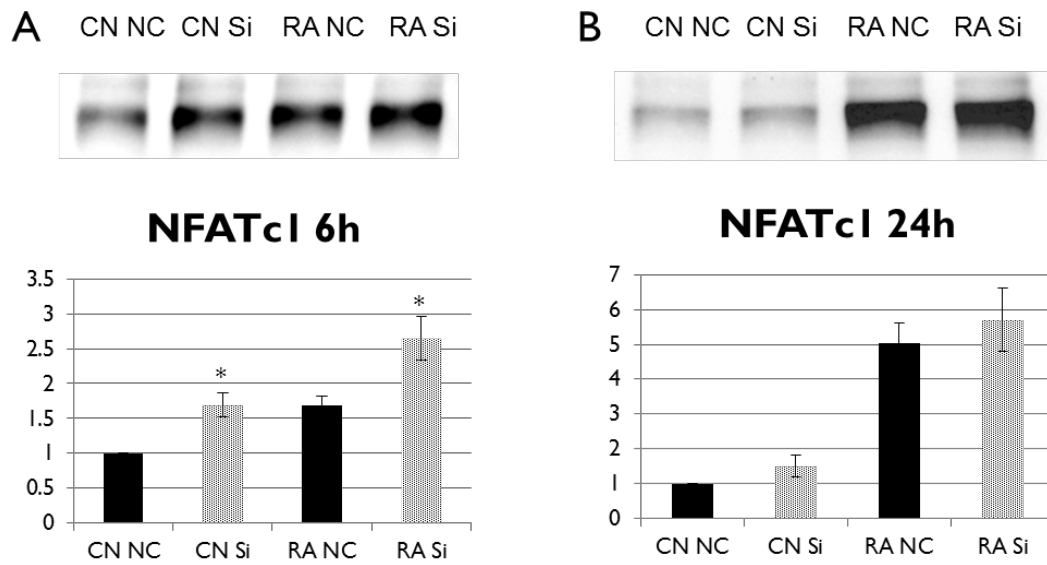 A
CN NC CN Si RA NC RA Si
NFATc1 6h
3.5
3
2.5
2
1.5
1
0.5
0
*
*
CN NC CN Si RA NC RA Si
B
CN NC CN Si RA NC RA Si
NFATc1 24h
7
6
5
4
3
2
1
0
CN NC CN Si RA NC RA Si